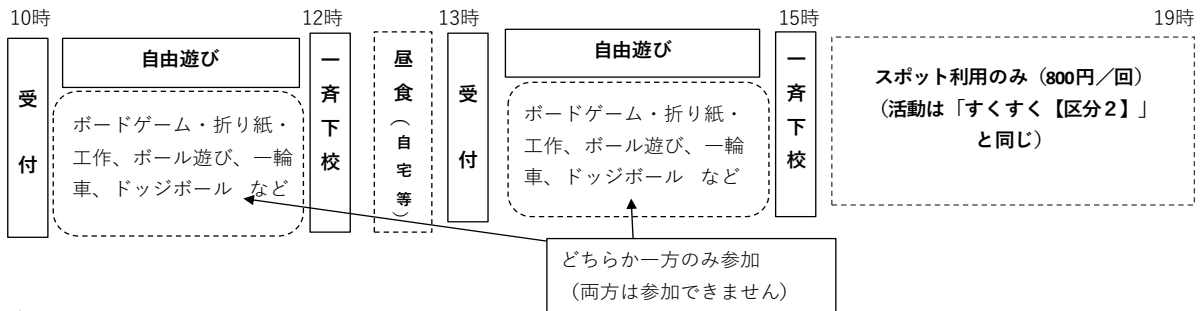 10時
12時
13時
15時
19時
受付
自由遊び
ボードゲーム・折り紙・
工作、ボール遊び、一輪
車、ドッジボール　など
一斉下校
昼食（自宅等）
受付
自由遊び
ボードゲーム・折り紙・
工作、ボール遊び、一輪
車、ドッジボール　など
一斉下校
スポット利用のみ（800円／回）
（活動は「すくすく【区分２】」
と同じ）
どちらか一方のみ参加
（両方は参加できません）